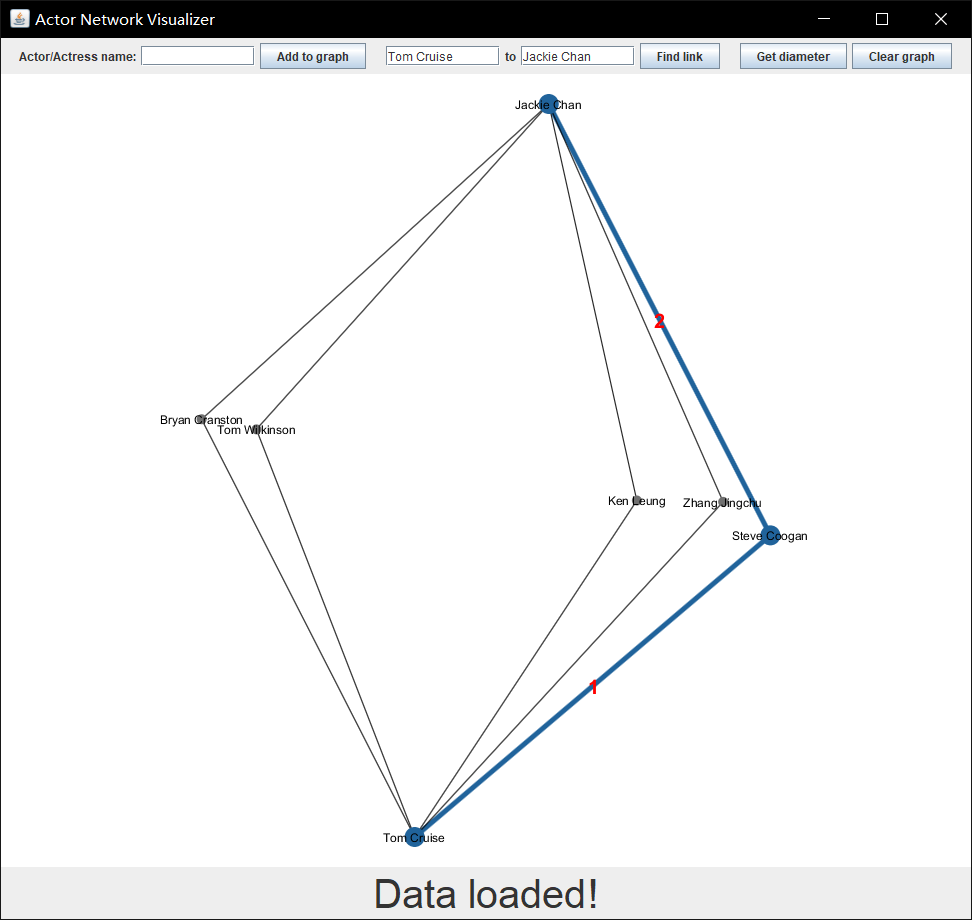 Actor Network Visualizer
Actor/Actress name: Add to graph Tom Cruise to Jackie Chan Find link Get diameter Clear graph
Jackie Chan
2
Bryan Cranston
Tom Wilkinson
Ken Leung
Zhang Jingchu
Steve Coogan
1
Tom Cruise
Data loaded!